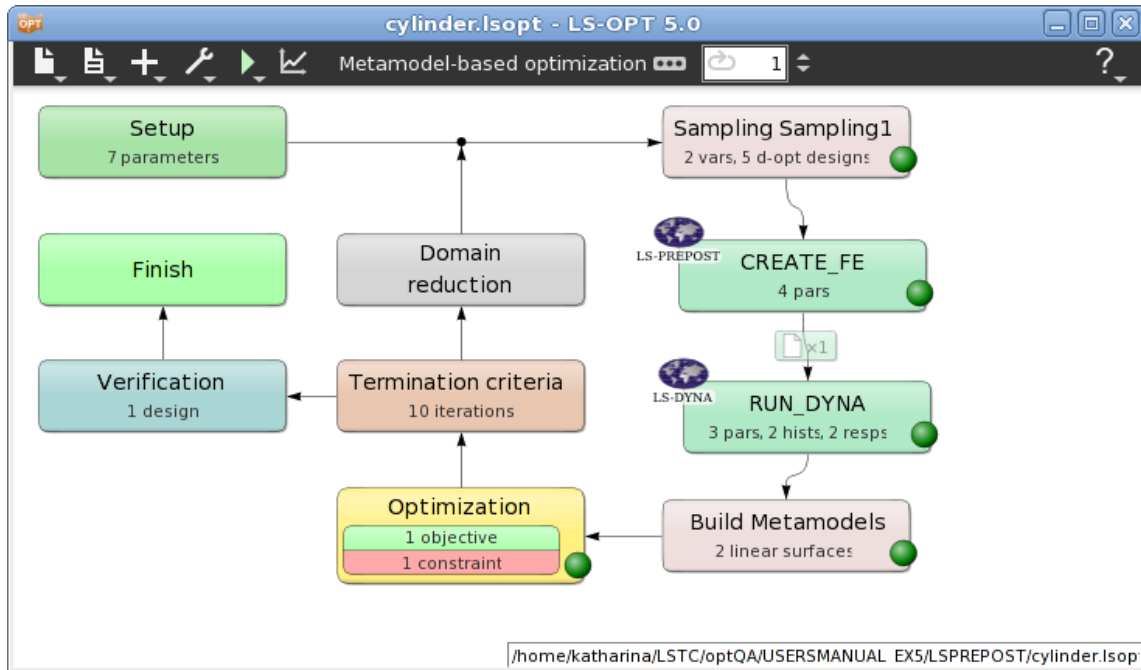 cylinder.lsopt - LS-OPT 5.0
Metamodel-based optimization
1
?
Setup
7 parameters
Sampling Sampling1
2 vars, 5 d-opt designs
Finish
Domain
reduction
LS-PREPOST
CREATE_FE
4 pars
x1
Verification
1 design
Termination criteria
10 iterations
LS-DYNA
RUN_DYNA
3 pars, 2 hists, 2 resps
Optimization
1 objective
1 constraint
Build Metamodels
2 linear surfaces
/home/katharina/LSTC/optQA/USERSMANUAL_EX5/LSPREPOST/cylinder.lsopt
OPT